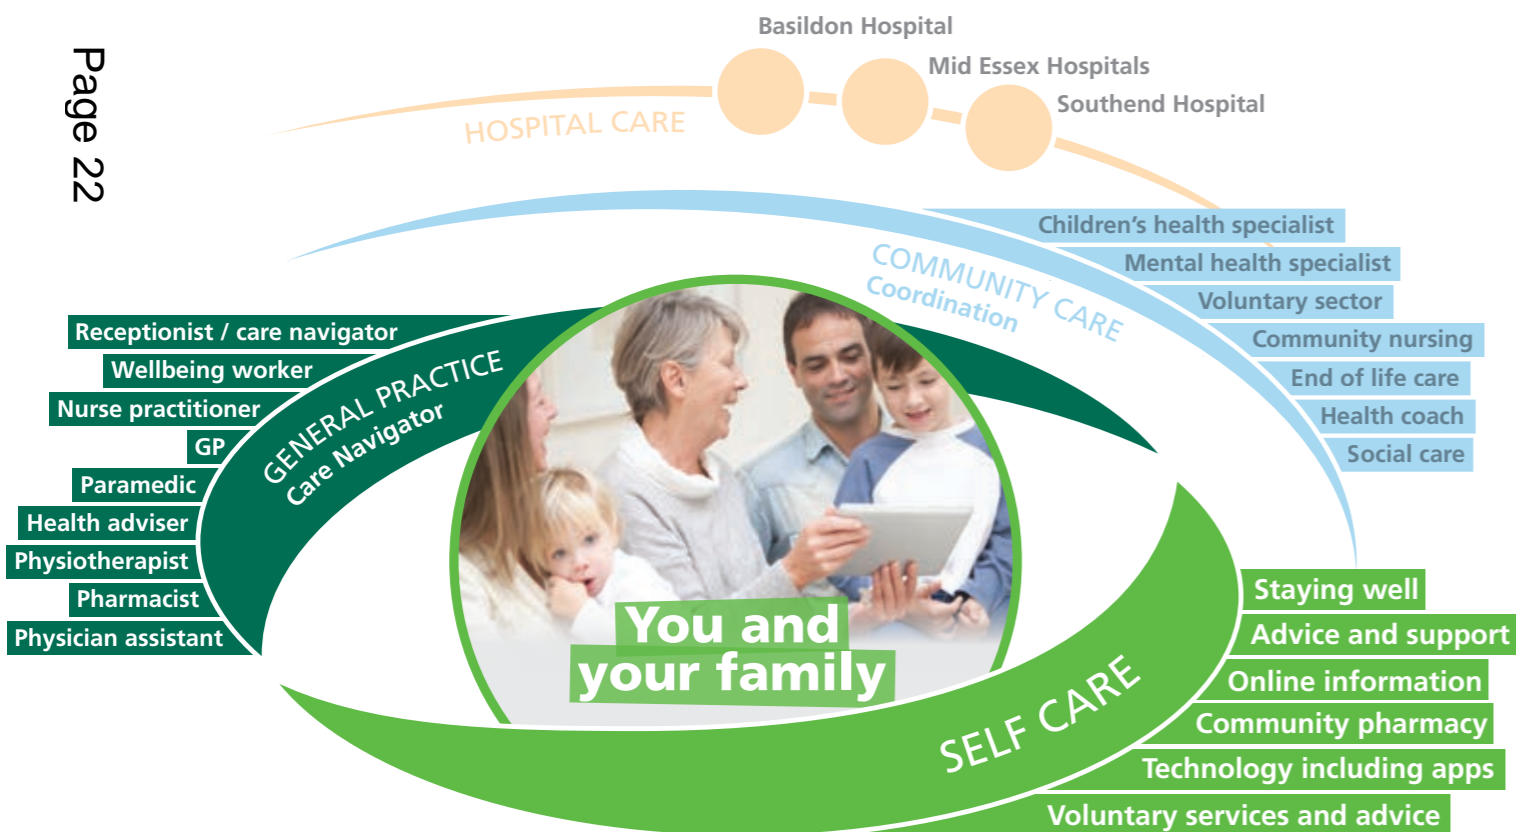 Page 22
Basildon Hospital
Mid Essex Hospitals
Southend Hospital
HOSPITAL CARE
Children’s health specialist
Mental health specialist
Voluntary sector
Community nursing
End of life care
Health coach
Social care
COMMUNITY CARE
Coordination
Receptionist / care navigator
Wellbeing worker
Nurse practitioner
GP
Paramedic
Health adviser
Physiotherapist
Pharmacist
Physician assistant
GENERAL PRACTICE
Care Navigator
You and
your family
SELF CARE
Staying well
Advice and support
Online information
Community pharmacy
Technology including apps
Voluntary services and advice